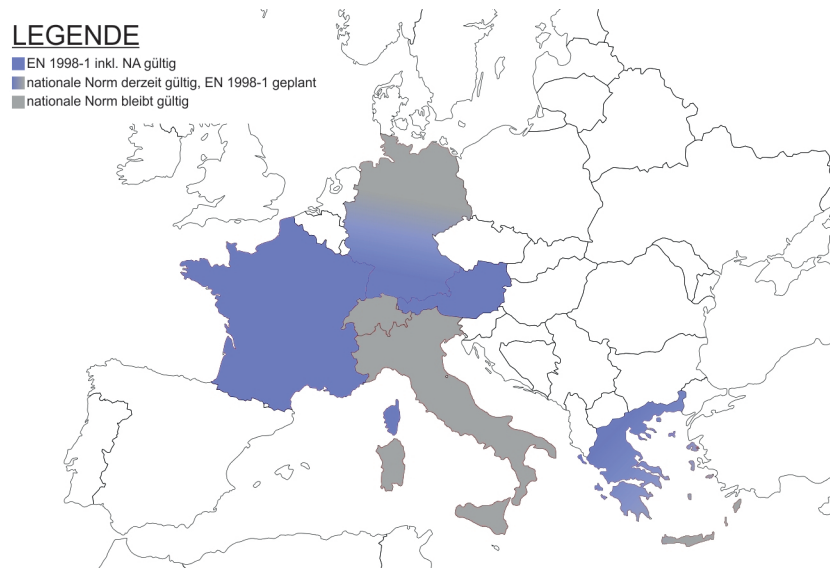 LEGENDE
EN 1998-1 inkl. NA gültig
nationale Norm derzeit gültig, EN 1998-1 geplant
nationale Norm bleibt gültig